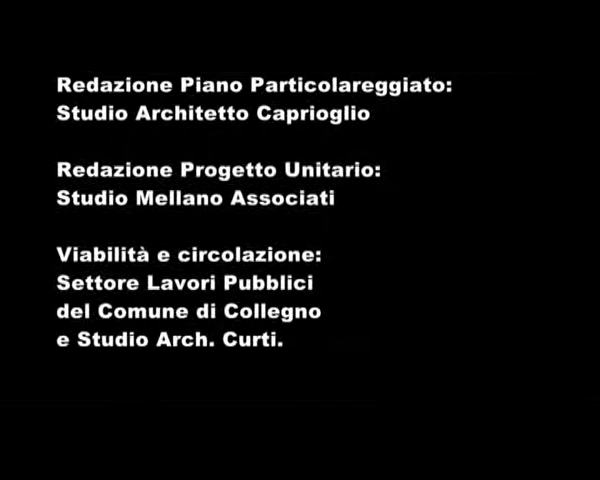 Redazione Piano Particolareggiato:
Studio Architetto Caprioglio
Redazione Progetto Unitario:
Studio Mellano Associati
Viabilità e circolazione:
Settore Lavori Pubblici
del Comune di Collegno
e Studio Arch. Curti.